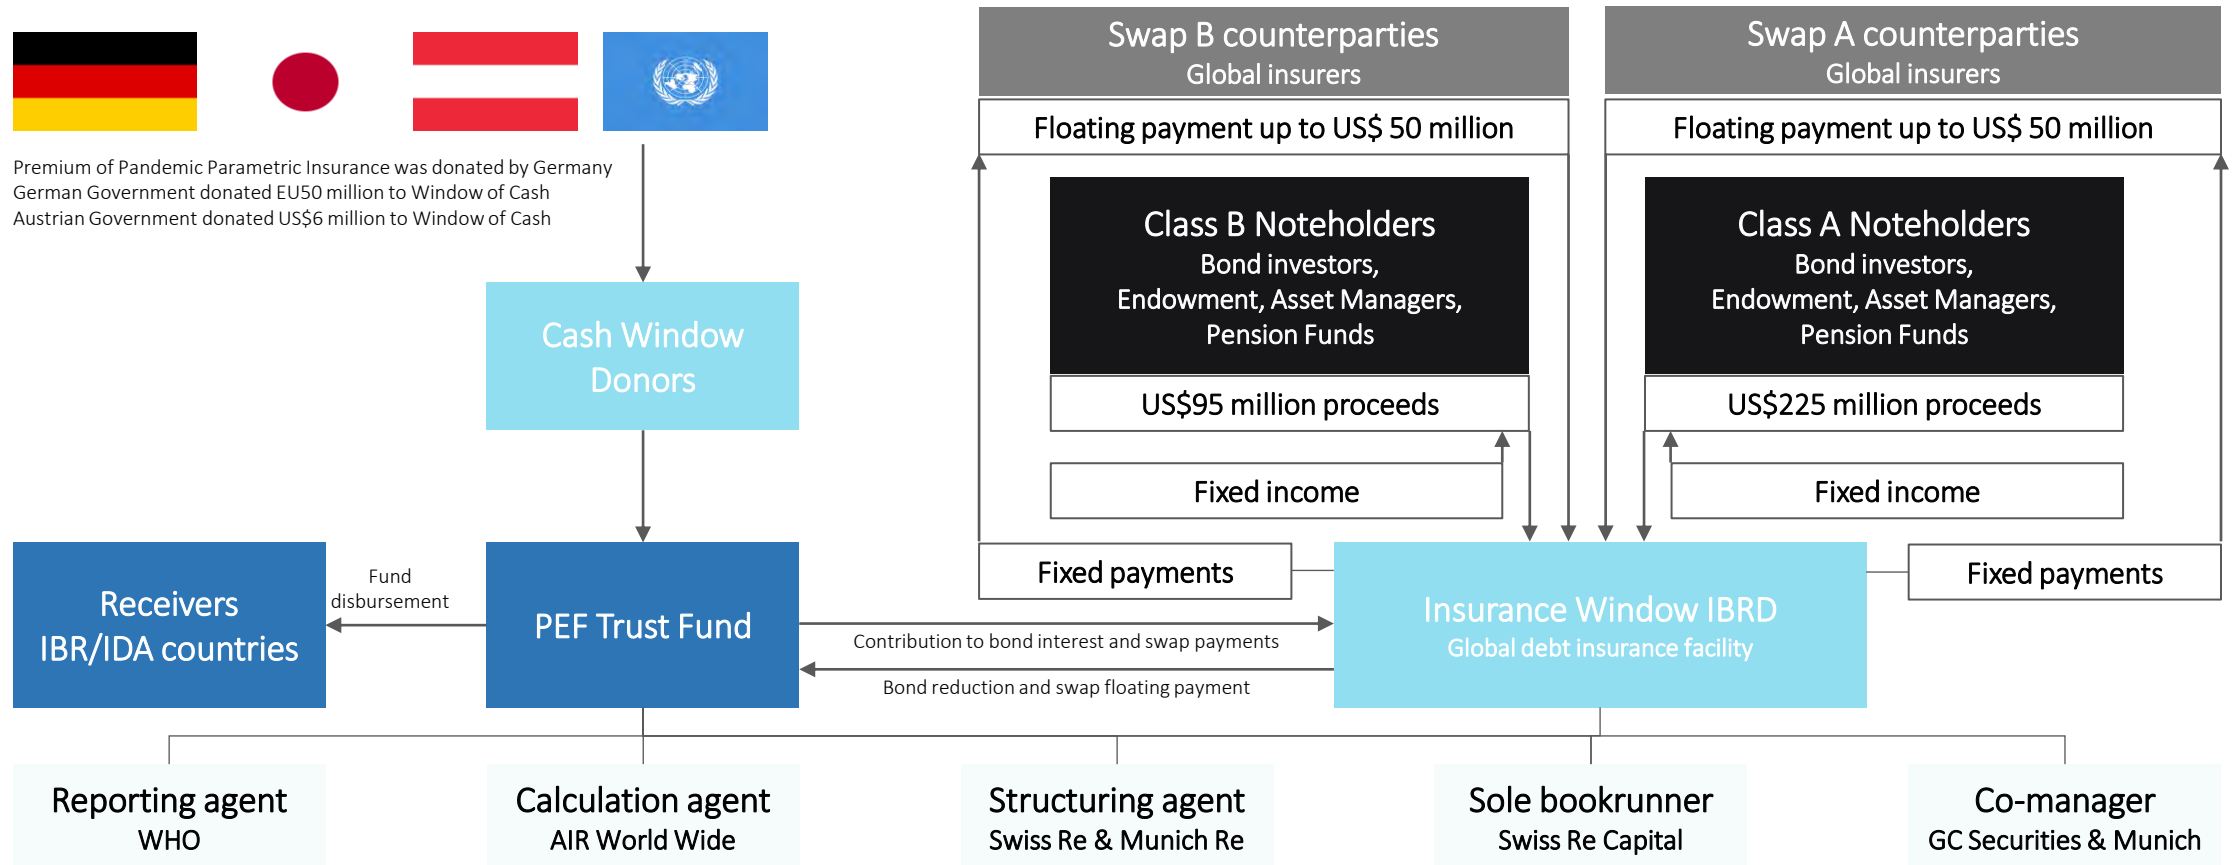 Swap B counterparties
Global insurers
Swap A counterparties
Global insurers
Floating payment up to US$ 50 million
Floating payment up to US$ 50 million
Premium of Pandemic Parametric Insurance was donated by Germany
German Government donated EU50 million to Window of Cash
Austrian Government donated US$6 million to Window of Cash
Class B Noteholders
Bond investors,
Endowment, Asset Managers,
Pension Funds
Class A Noteholders
Bond investors,
Endowment, Asset Managers,
Pension Funds
Cash Window
Donors
US$95 million proceeds
US$225 million proceeds
Fixed income
Fixed income
Fixed payments
Fixed payments
Receivers
IBR/IDA countries
Fund
disbursement
PEF Trust Fund
Contribution to bond interest and swap payments
Bond reduction and swap floating payment
Insurance Window IBRD
Global debt insurance facility
Reporting agent
WHO
Calculation agent
AIR World Wide
Structuring agent
Swiss Re & Munich Re
Sole bookrunner
Swiss Re Capital
Co-manager
GC Securities & Munich